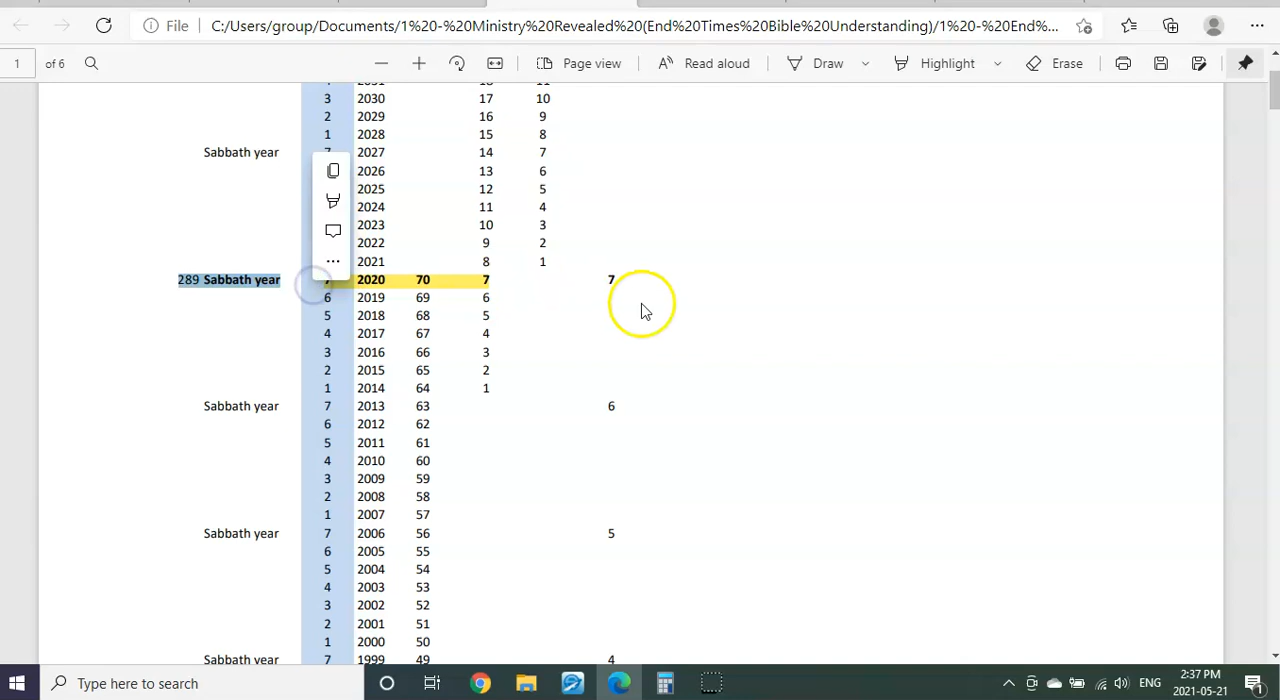 File C:/Users/group/Documents/1%20-%20Ministry%20Revealed%20(End%20Times%20Bible%20Understanding)/1%20-%20End%...
1 of 6 Page view Read aloud Draw Highlight Erase
3 2030 17 10
2 2029 16 9
1 2028 15 8
Sabbath year 7 2027 14 7
2026 13 6
2025 12 5
2024 11 4
2023 10 3
2022 9 2
2021 8 1
289 Sabbath year 7 2020 70 7 7
6 2019 69 6
5 2018 68 5
4 2017 67 4
3 2016 66 3
2 2015 65 2
1 2014 64 1
Sabbath year 7 2013 63 6
6 2012 62
5 2011 61
4 2010 60
3 2009 59
2 2008 58
1 2007 57
Sabbath year 7 2006 56 5
6 2005 55
5 2004 54
4 2003 53
3 2002 52
2 2001 51
1 2000 50
Sabbath year 7 1999 49 4
Type here to search
ENG
2:37 PM
2021-05-21
1